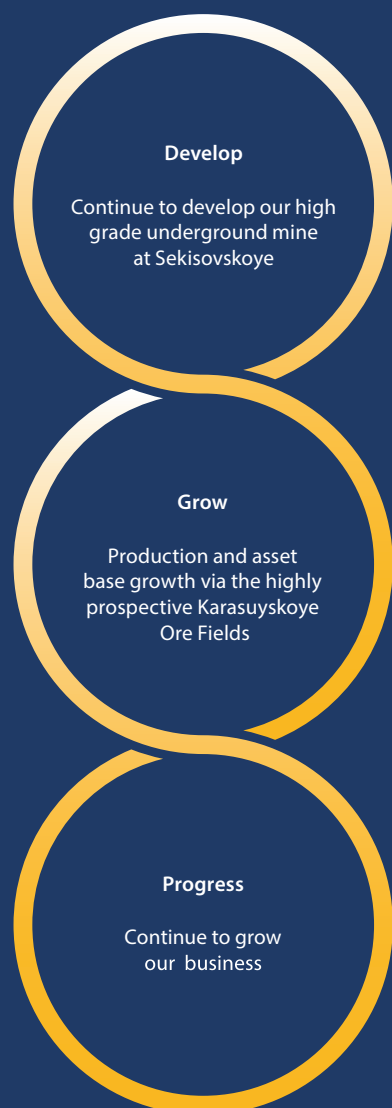 Develop
Continue to develop our high
grade underground mine
at Sekisovskoye
Grow
Production and asset
base growth via the highly
prospective Karasuyskoye
Ore Fields
Progress
Continue to grow
our business